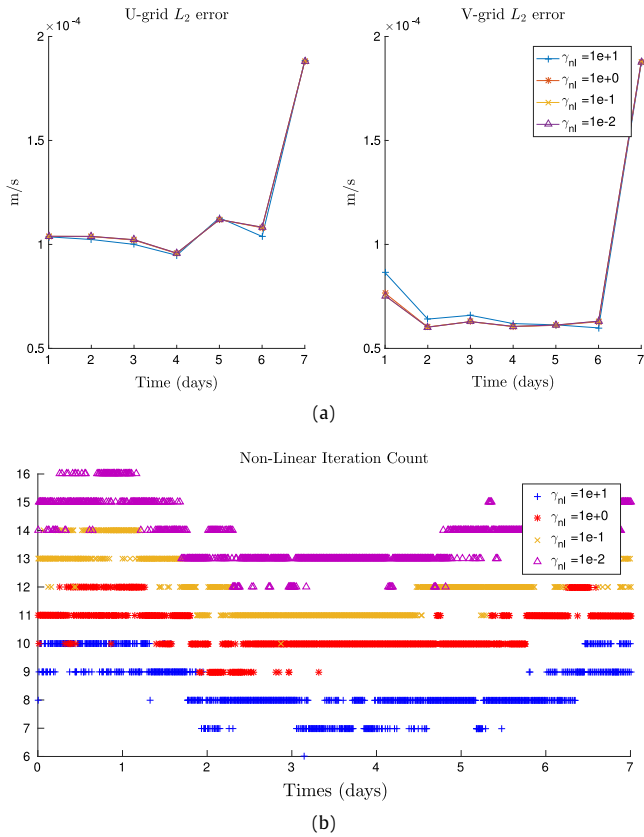 U-grid L₂ error
×10⁻⁴
2
1.5
1
0.5
m/s
1 2 3 4 5 6 7
Time (days)
V-grid L₂ error
×10⁻⁴
2
1.5
1
0.5
m/s
γnl =1e+1
γnl =1e+0
γnl =1e-1
γnl =1e-2
1 2 3 4 5 6 7
Time (days)
(a)
Non-Linear Iteration Count
16
15
14
13
12
11
10
9
8
7
6
γnl =1e+1
γnl =1e+0
γnl =1e-1
γnl =1e-2
0 1 2 3 4 5 6 7
Times (days)
(b)